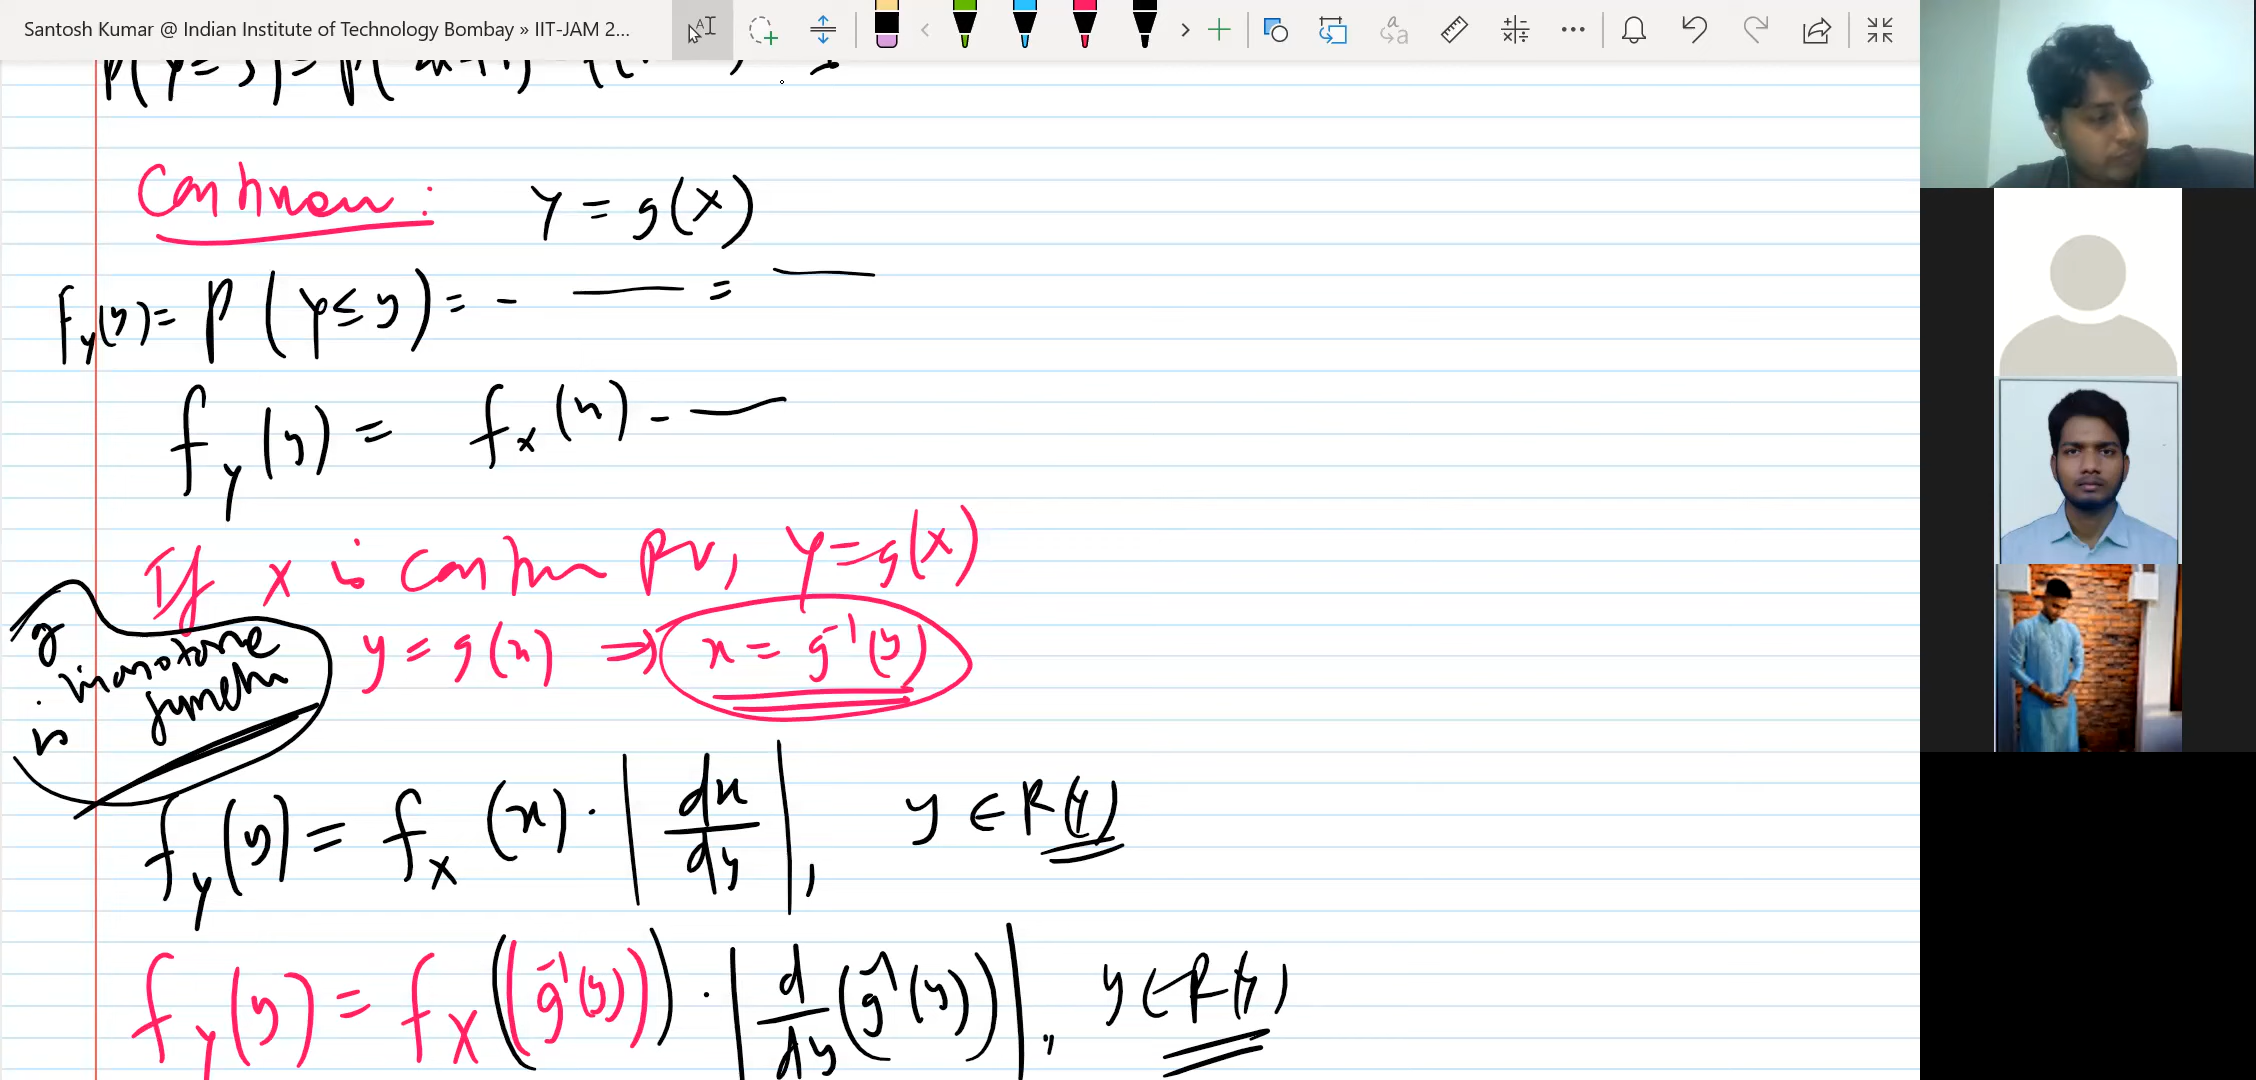 Santosh Kumar @ Indian Institute of Technology Bombay » IIT-JAM 2...
Continuous: Y = g(X)
F_Y(y) = P(Y ≤ y) = - — = —
f_Y(y) = f_X(x) - —
If X is Contin RV, Y = g(X)
g is monotone function
y = g(x) ⇒ x = g⁻¹(y)
f_Y(y) = f_X(x) · |dx/dy|, y ∈ R(Y)
f_Y(y) = f_X((g⁻¹(y))) · |d/dy (g⁻¹(y))|, y ∈ R(Y)